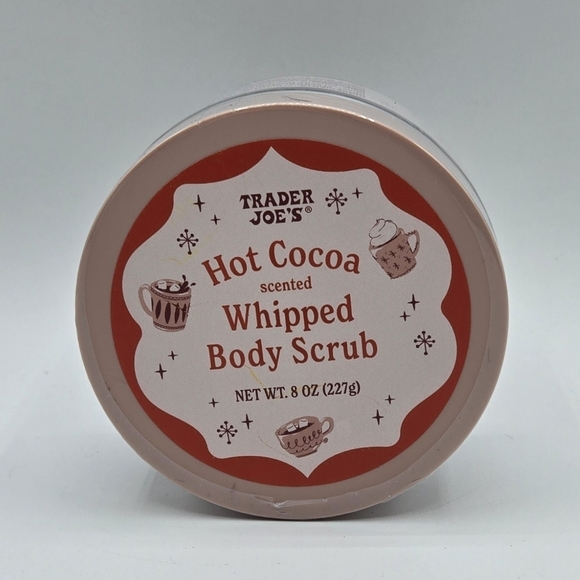 TRADER
JOE'S®
Hot Cocoa
scented
Whipped
Body Scrub
NET WT. 8 OZ (227g)